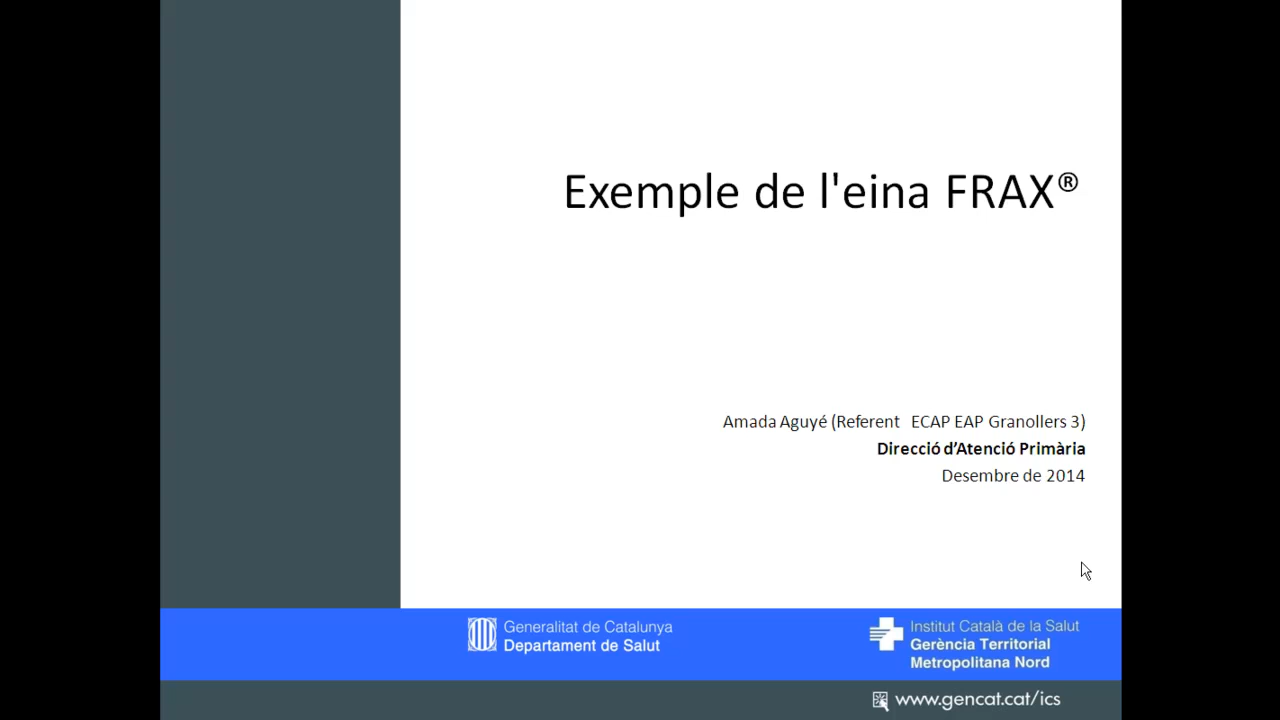 Exemple de l'eina FRAX®
Amada Aguyé (Referent ECAP EAP Granollers 3)
Direcció d’Atenció Primària
Desembre de 2014
Generalitat de Catalunya
Departament de Salut
Institut Català de la Salut
Gerència Territorial
Metropolitana Nord
www.gencat.cat/ics